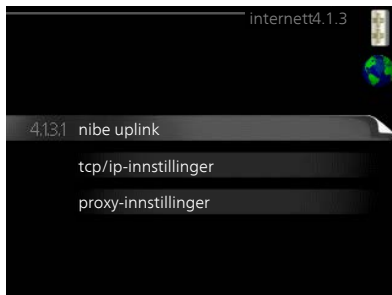 internett4.1.3
4.1.3.1 nibe uplink
tcp/ip-innstillinger
proxy-innstillinger